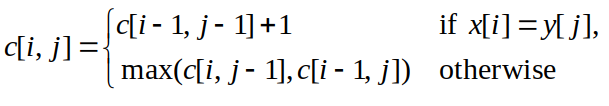 c[i, j] = { c[i − 1, j − 1]+1 if x[i]=y[ j],
max(c[i, j − 1],c[i − 1, j]) otherwise